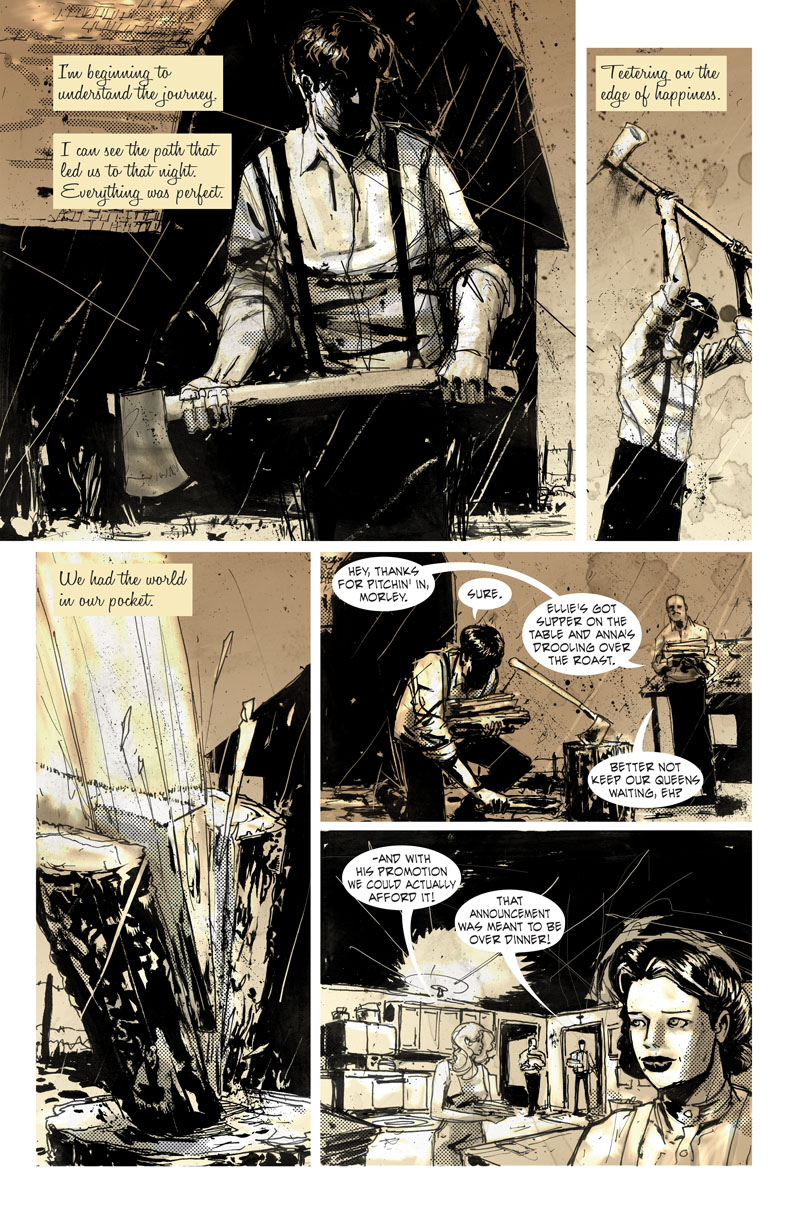 I'm beginning to
understand the journey.
I can see the path that
led us to that night.
Everything was perfect.
Teetering on the
edge of happiness.
We had the world
in our pocket.
HEY, THANKS
FOR PITCHIN' IN,
MORLEY.
SURE.
ELLIE'S GOT
SUPPER ON THE
TABLE AND ANNA'S
DROOLING OVER
THE ROAST.
BETTER NOT
KEEP OUR QUEENS
WAITING, EH?
-AND WITH
HIS PROMOTION
WE COULD ACTUALLY
AFFORD IT!
THAT
ANNOUNCEMENT
WAS MEANT TO BE
OVER DINNER!